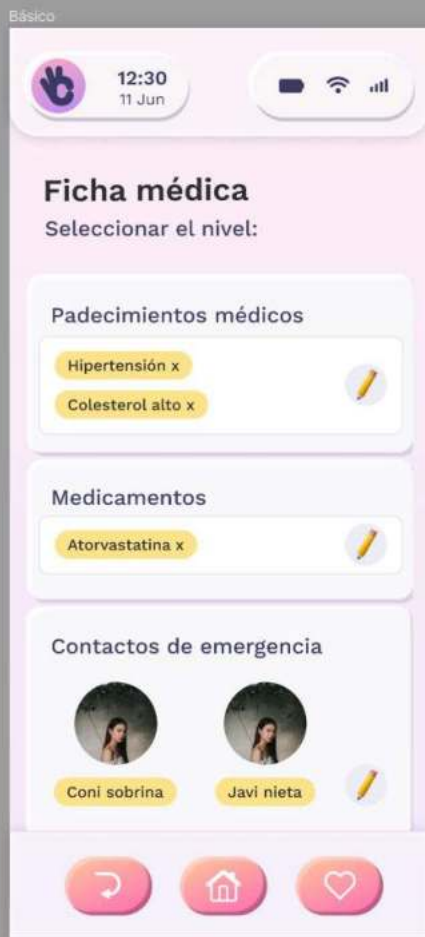 Básico
12:30
11 Jun
Ficha médica
Seleccionar el nivel:
Padecimientos médicos
Hipertensión x
Colesterol alto x
Medicamentos
Atorvastatina x
Contactos de emergencia
Coni sobrina
Javi nieta